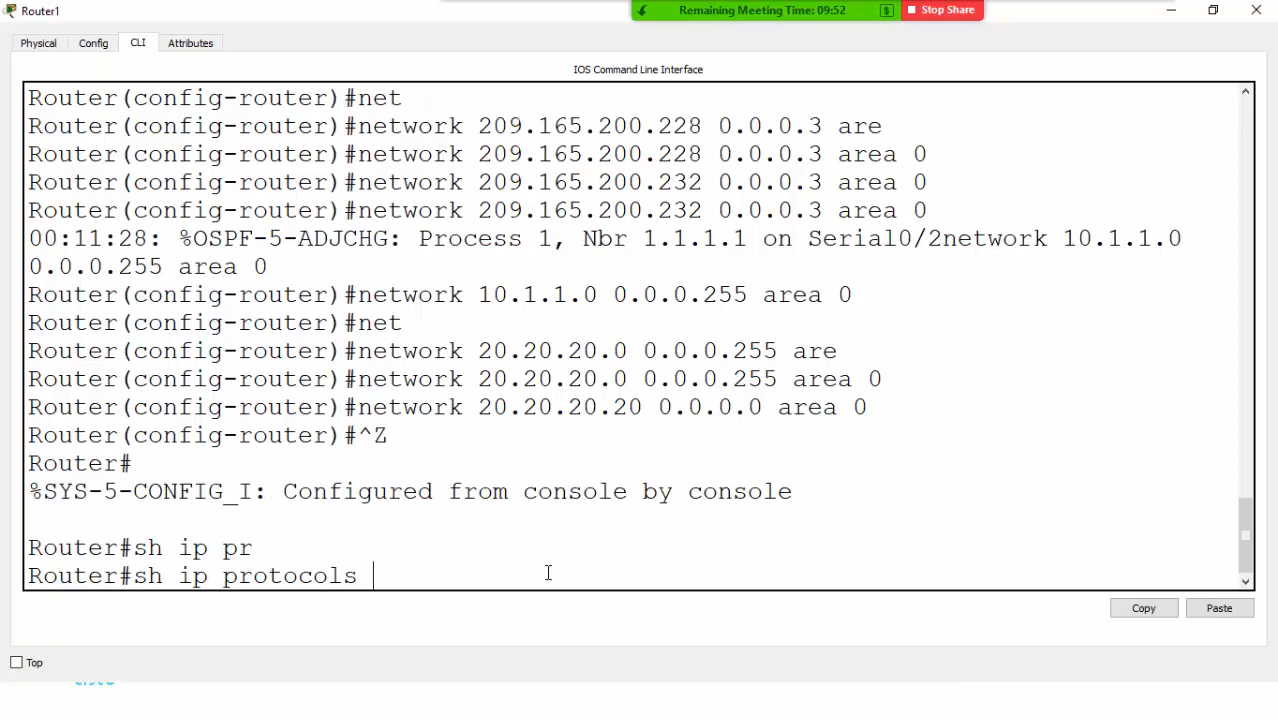 Router1
Remaining Meeting Time: 09:52
$
Stop Share
Physical
Config
CLI
Attributes
IOS Command Line Interface
Router(config-router)#net
Router(config-router)#network 209.165.200.228 0.0.0.3 are
Router(config-router)#network 209.165.200.228 0.0.0.3 area 0
Router(config-router)#network 209.165.200.232 0.0.0.3 area 0
Router(config-router)#network 209.165.200.232 0.0.0.3 area 0
00:11:28: %OSPF-5-ADJCHG: Process 1, Nbr 1.1.1.1 on Serial0/2network 10.1.1.0
0.0.0.255 area 0
Router(config-router)#network 10.1.1.0 0.0.0.255 area 0
Router(config-router)#net
Router(config-router)#network 20.20.20.0 0.0.0.255 are
Router(config-router)#network 20.20.20.0 0.0.0.255 area 0
Router(config-router)#network 20.20.20.20 0.0.0.0 area 0
Router(config-router)#^Z
Router#
%SYS-5-CONFIG_I: Configured from console by console
Router#sh ip pr
Router#sh ip protocols
Copy
Paste
Top